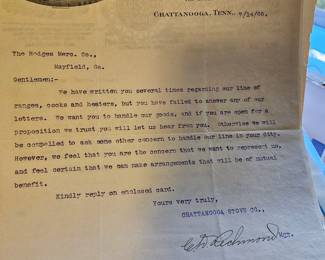 CHATTANOOGA, TENN., 9/14/08.
The Hodges Merc. Co.,
Mayfield, Ga.
Gentlemen:-
We have written you several times regarding our line of
ranges, cooks and heaters, but you have failed to answer any of our
letters. We want you to handle our goods, and if you are open for a
proposition we trust you will let us hear from you. Otherwise we will
be compelled to ask some other concern to handle our line in your city.
However, we feel that you are the concern that we want to represent us,
and feel certain that we can make arrangements that will be of mutual
benefit.
Kindly reply on enclosed card.
Yours very truly,
CHATTANOOGA STOVE CO.,
Richmond Mgr.